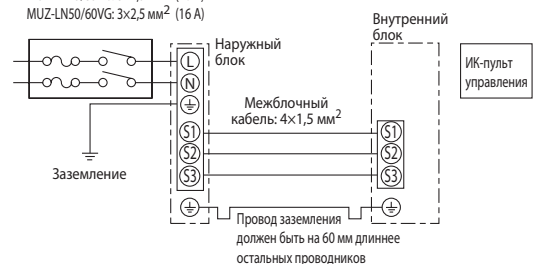 MUZ-LN50/60VG: 3×2,5 мм² (16 А)
Внутренний
блок
Наружный
блок
ИК-пульт
управления
L
N
Межблочный
кабель: 4×1,5 мм²
S1
S1
S2
S2
S3
S3
Заземление
Провод заземления
должен быть на 60 мм длиннее
остальных проводников